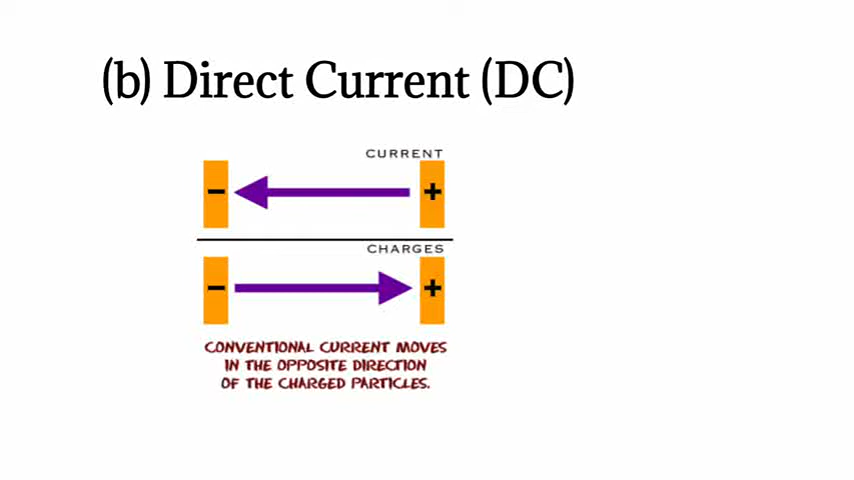 (b) Direct Current (DC)
CURRENT
− +
CHARGES
− +
CONVENTIONAL CURRENT MOVES
IN THE OPPOSITE DIRECTION
OF THE CHARGED PARTICLES.